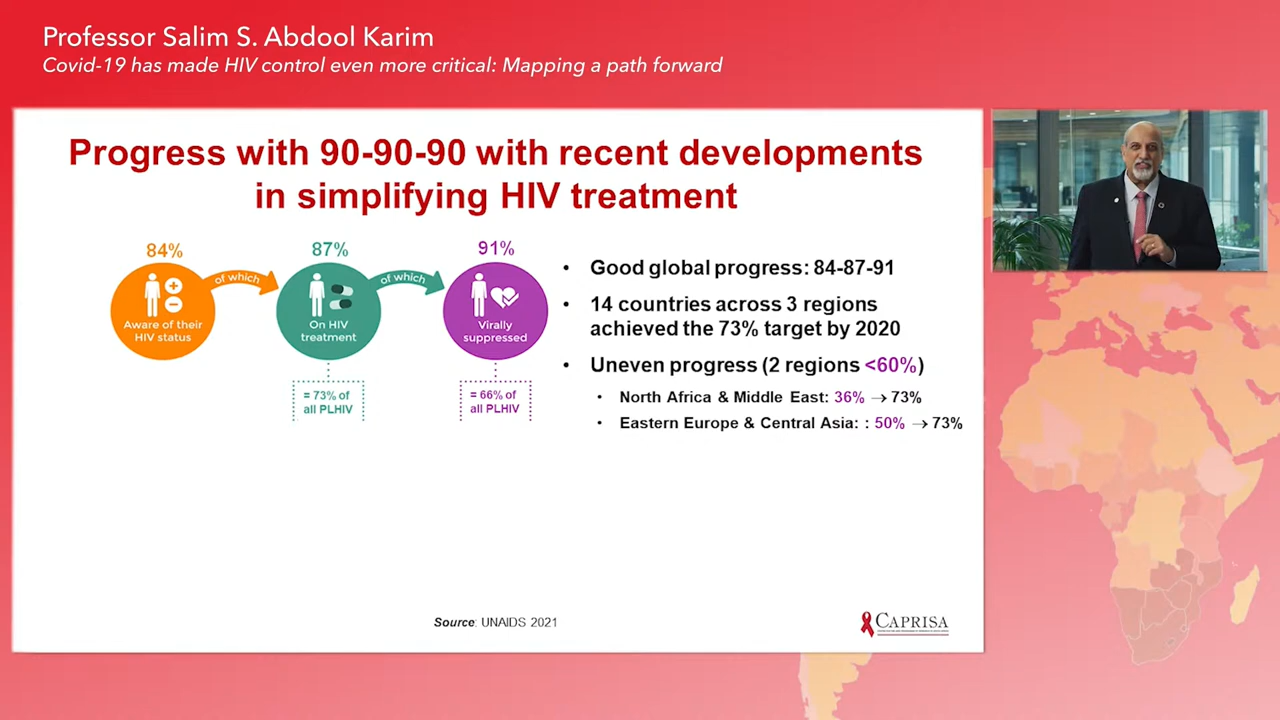 Professor Salim S. Abdool Karim
Covid-19 has made HIV control even more critical: Mapping a path forward
Progress with 90-90-90 with recent developments
in simplifying HIV treatment
84%
of which
87%
of which
91%
Aware of their
HIV status
On HIV
treatment
Virally
suppressed
= 73% of
all PLHIV
= 66% of
all PLHIV
• Good global progress: 84-87-91
• 14 countries across 3 regions
achieved the 73% target by 2020
• Uneven progress (2 regions <60%)
• North Africa & Middle East: 36% → 73%
• Eastern Europe & Central Asia: : 50% → 73%
Source: UNAIDS 2021
CAPRISA